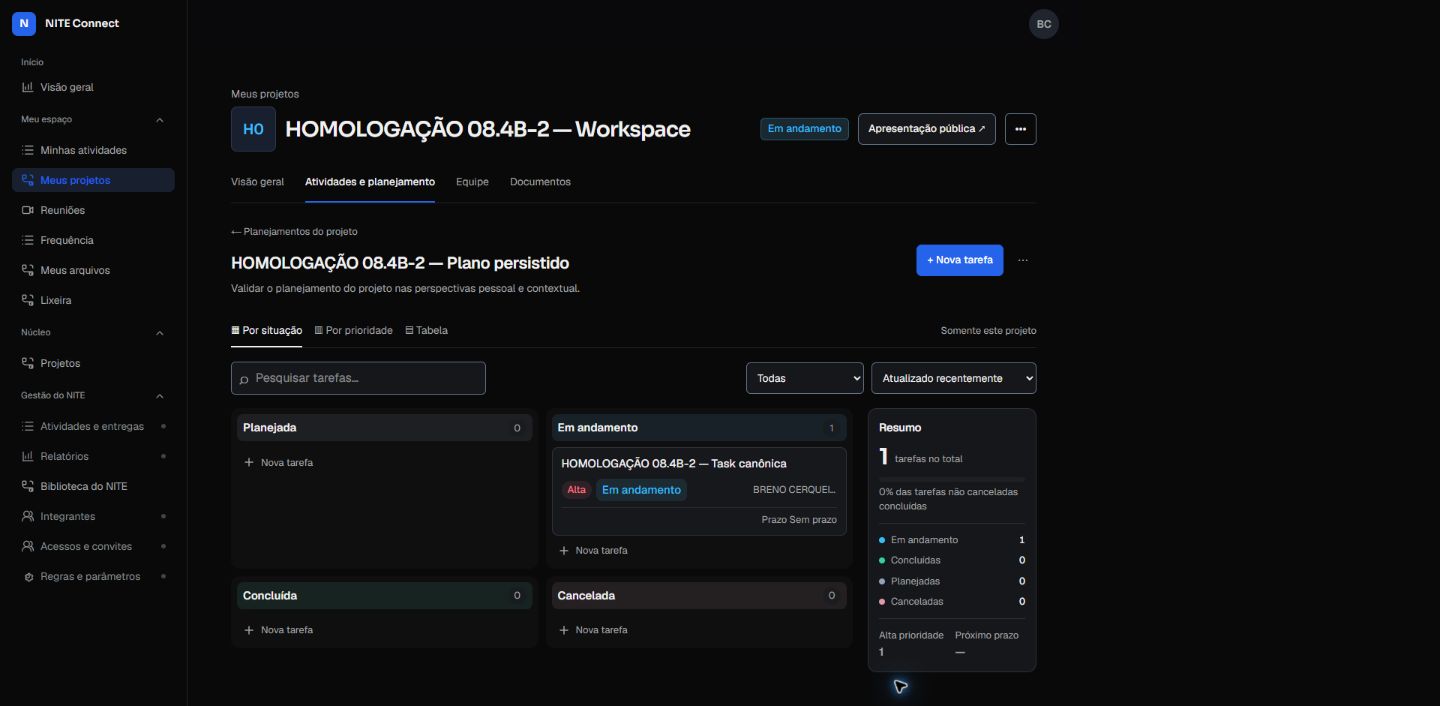 N NITE Connect
BC
Início
Visão geral
Meu espaço
Minhas atividades
Meus projetos
Reuniões
Frequência
Meus arquivos
Lixeira
Núcleo
Projetos
Gestão do NITE
Atividades e entregas
Relatórios
Biblioteca do NITE
Integrantes
Acessos e convites
Regras e parâmetros
Meus projetos
HO HOMOLOGAÇÃO 08.4B-2 — Workspace
Em andamento Apresentação pública ↗ •••
Visão geral Atividades e planejamento Equipe Documentos
← Planejamentos do projeto
HOMOLOGAÇÃO 08.4B-2 — Plano persistido
+ Nova tarefa ...
Validar o planejamento do projeto nas perspectivas pessoal e contextual.
Por situação Por prioridade Tabela Somente este projeto
Pesquisar tarefas... Todas Atualizado recentemente
Planejada 0
+ Nova tarefa
Em andamento 1
HOMOLOGAÇÃO 08.4B-2 — Task canônica
Alta Em andamento BRENO CERQUEI...
Prazo Sem prazo
+ Nova tarefa
Concluída 0
+ Nova tarefa
Cancelada 0
+ Nova tarefa
Resumo
1 tarefas no total
0% das tarefas não canceladas
concluídas
Em andamento 1
Concluídas 0
Planejadas 0
Canceladas 0
Alta prioridade Próximo prazo
1 —